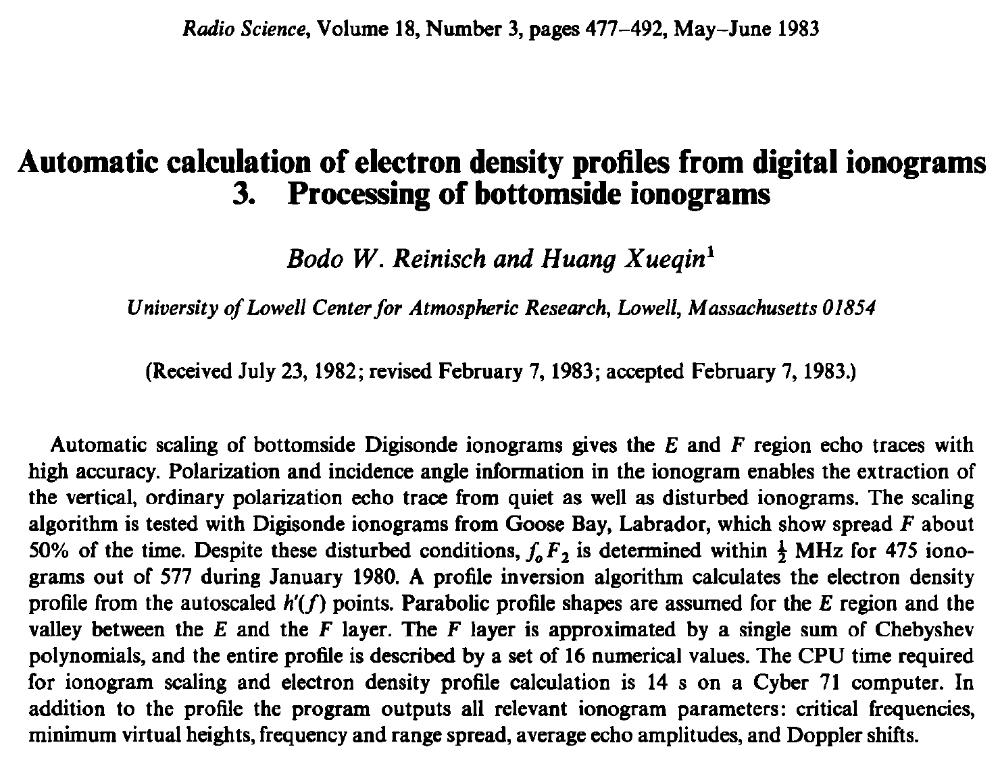 Radio Science, Volume 18, Number 3, pages 477–492, May–June 1983
Automatic calculation of electron density profiles from digital ionograms
3. Processing of bottomside ionograms
Bodo W. Reinisch and Huang Xueqin¹
University of Lowell Center for Atmospheric Research, Lowell, Massachusetts 01854
(Received July 23, 1982; revised February 7, 1983; accepted February 7, 1983.)
Automatic scaling of bottomside Digisonde ionograms gives the E and F region echo traces with
high accuracy. Polarization and incidence angle information in the ionogram enables the extraction of
the vertical, ordinary polarization echo trace from quiet as well as disturbed ionograms. The scaling
algorithm is tested with Digisonde ionograms from Goose Bay, Labrador, which show spread F about
50% of the time. Despite these disturbed conditions, fₒF₂ is determined within ½ MHz for 475 iono-
grams out of 577 during January 1980. A profile inversion algorithm calculates the electron density
profile from the autoscaled h′(f) points. Parabolic profile shapes are assumed for the E region and the
valley between the E and the F layer. The F layer is approximated by a single sum of Chebyshev
polynomials, and the entire profile is described by a set of 16 numerical values. The CPU time required
for ionogram scaling and electron density profile calculation is 14 s on a Cyber 71 computer. In
addition to the profile the program outputs all relevant ionogram parameters: critical frequencies,
minimum virtual heights, frequency and range spread, average echo amplitudes, and Doppler shifts.